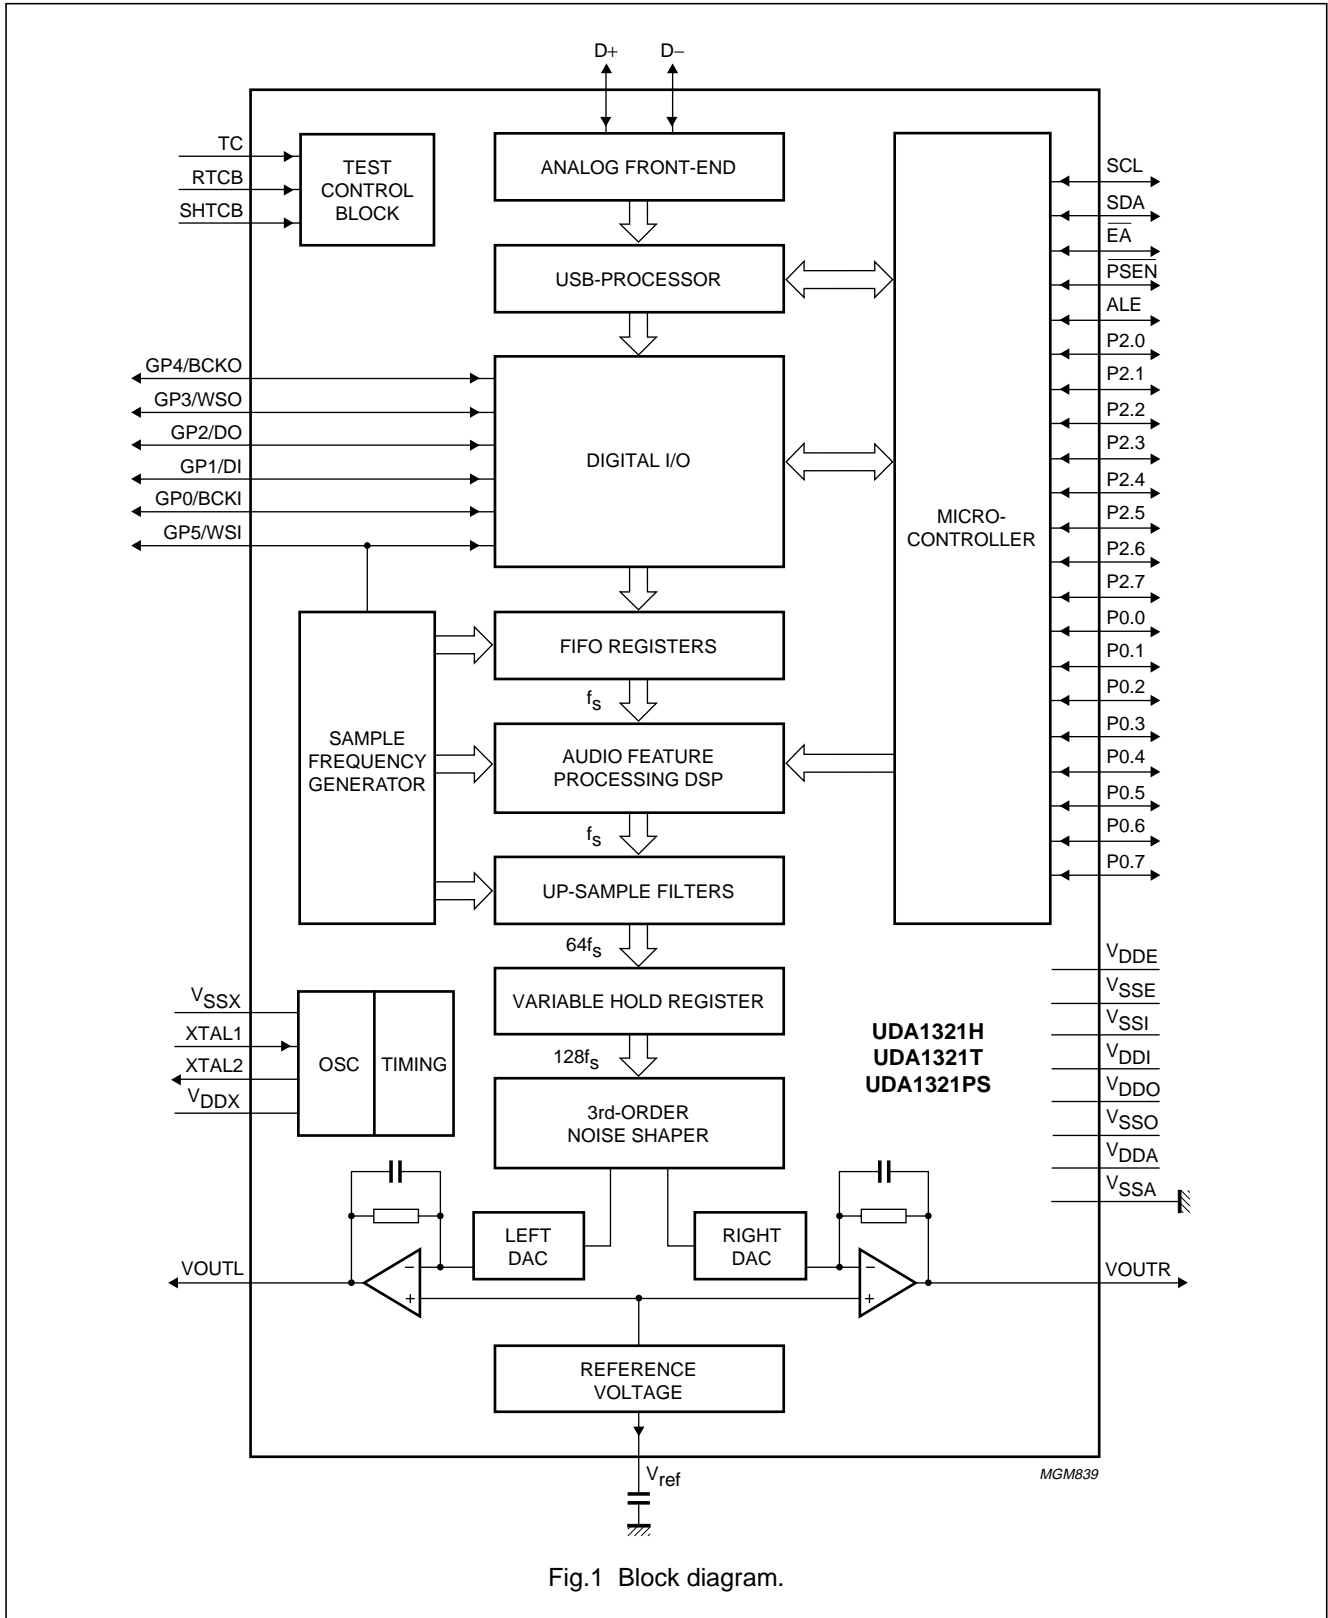 D+ D−
TC
RTCB
SHTCB
TEST
CONTROL
BLOCK
ANALOG FRONT-END
USB-PROCESSOR
GP4/BCKO
GP3/WSO
GP2/DO
GP1/DI
GP0/BCKI
GP5/WSI
DIGITAL I/O
MICRO-
CONTROLLER
SCL
SDA
E̅A̅
P̅S̅E̅N̅
ALE
P2.0
P2.1
P2.2
P2.3
P2.4
P2.5
P2.6
P2.7
P0.0
P0.1
P0.2
P0.3
P0.4
P0.5
P0.6
P0.7
FIFO REGISTERS
fs
SAMPLE
FREQUENCY
GENERATOR
AUDIO FEATURE
PROCESSING DSP
fs
UP-SAMPLE FILTERS
64fs
VARIABLE HOLD REGISTER
128fs
VSSX
XTAL1
XTAL2
VDDX
OSC TIMING
3rd-ORDER
NOISE SHAPER
UDA1321H
UDA1321T
UDA1321PS
VDDE
VSSE
VSSI
VDDI
VDDO
VSSO
VDDA
VSSA
LEFT
DAC
RIGHT
DAC
VOUTL
−
+
−
+
VOUTR
REFERENCE
VOLTAGE
Vref
MGM839
Fig.1 Block diagram.